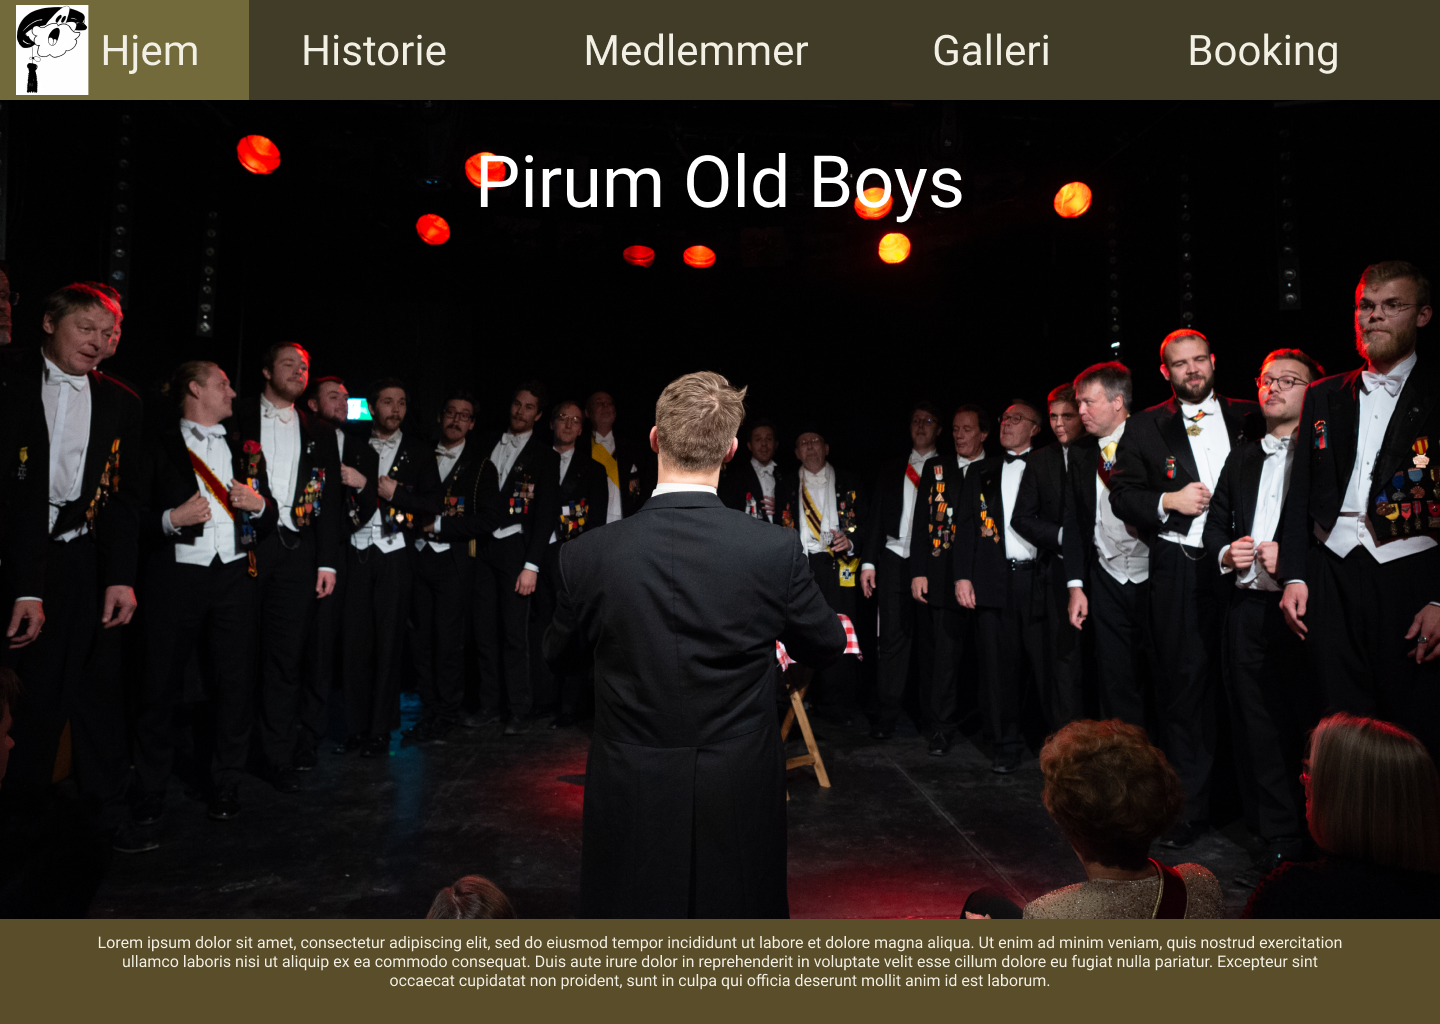 Hjem Historie Medlemmer Galleri Booking
Pirum Old Boys
Lorem ipsum dolor sit amet, consectetur adipiscing elit, sed do eiusmod tempor incididunt ut labore et dolore magna aliqua. Ut enim ad minim veniam, quis nostrud exercitation
ullamco laboris nisi ut aliquip ex ea commodo consequat. Duis aute irure dolor in reprehenderit in voluptate velit esse cillum dolore eu fugiat nulla pariatur. Excepteur sint
occaecat cupidatat non proident, sunt in culpa qui officia deserunt mollit anim id est laborum.